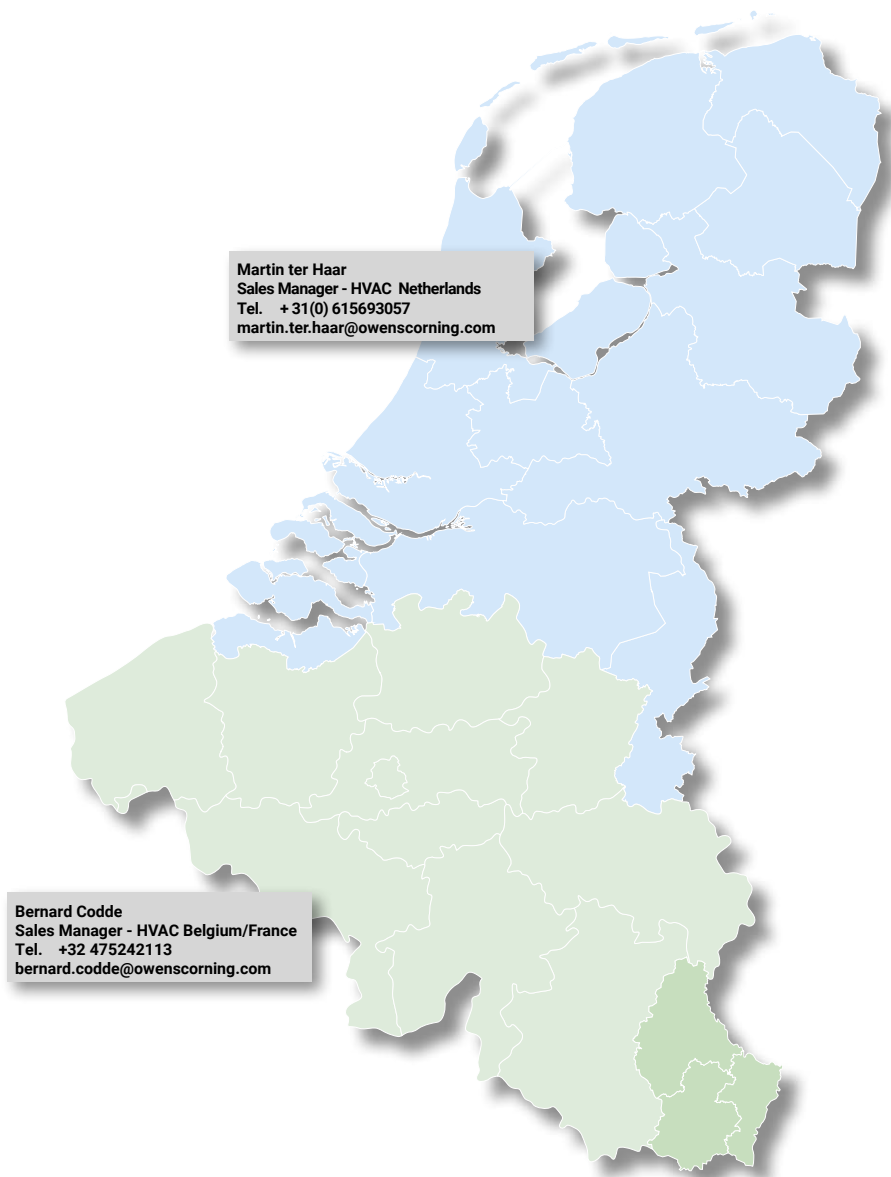 Martin ter Haar
Sales Manager - HVAC Netherlands
Tel. + 31(0) 615693057
martin.ter.haar@owenscorning.com
Bernard Codde
Sales Manager - HVAC Belgium/France
Tel. +32 475242113
bernard.codde@owenscorning.com